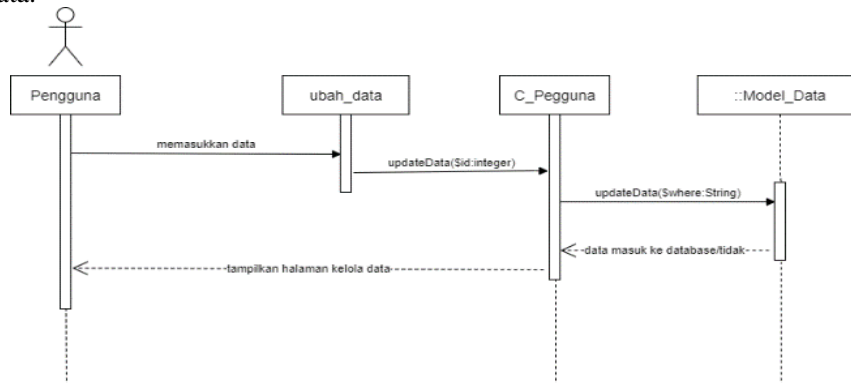 Pengguna
ubah_data
C_Pegguna
::Model_Data
memasukkan data
updateData($id:integer)
updateData($where:String)
data masuk ke database/tidak
tampilkan halaman kelola data